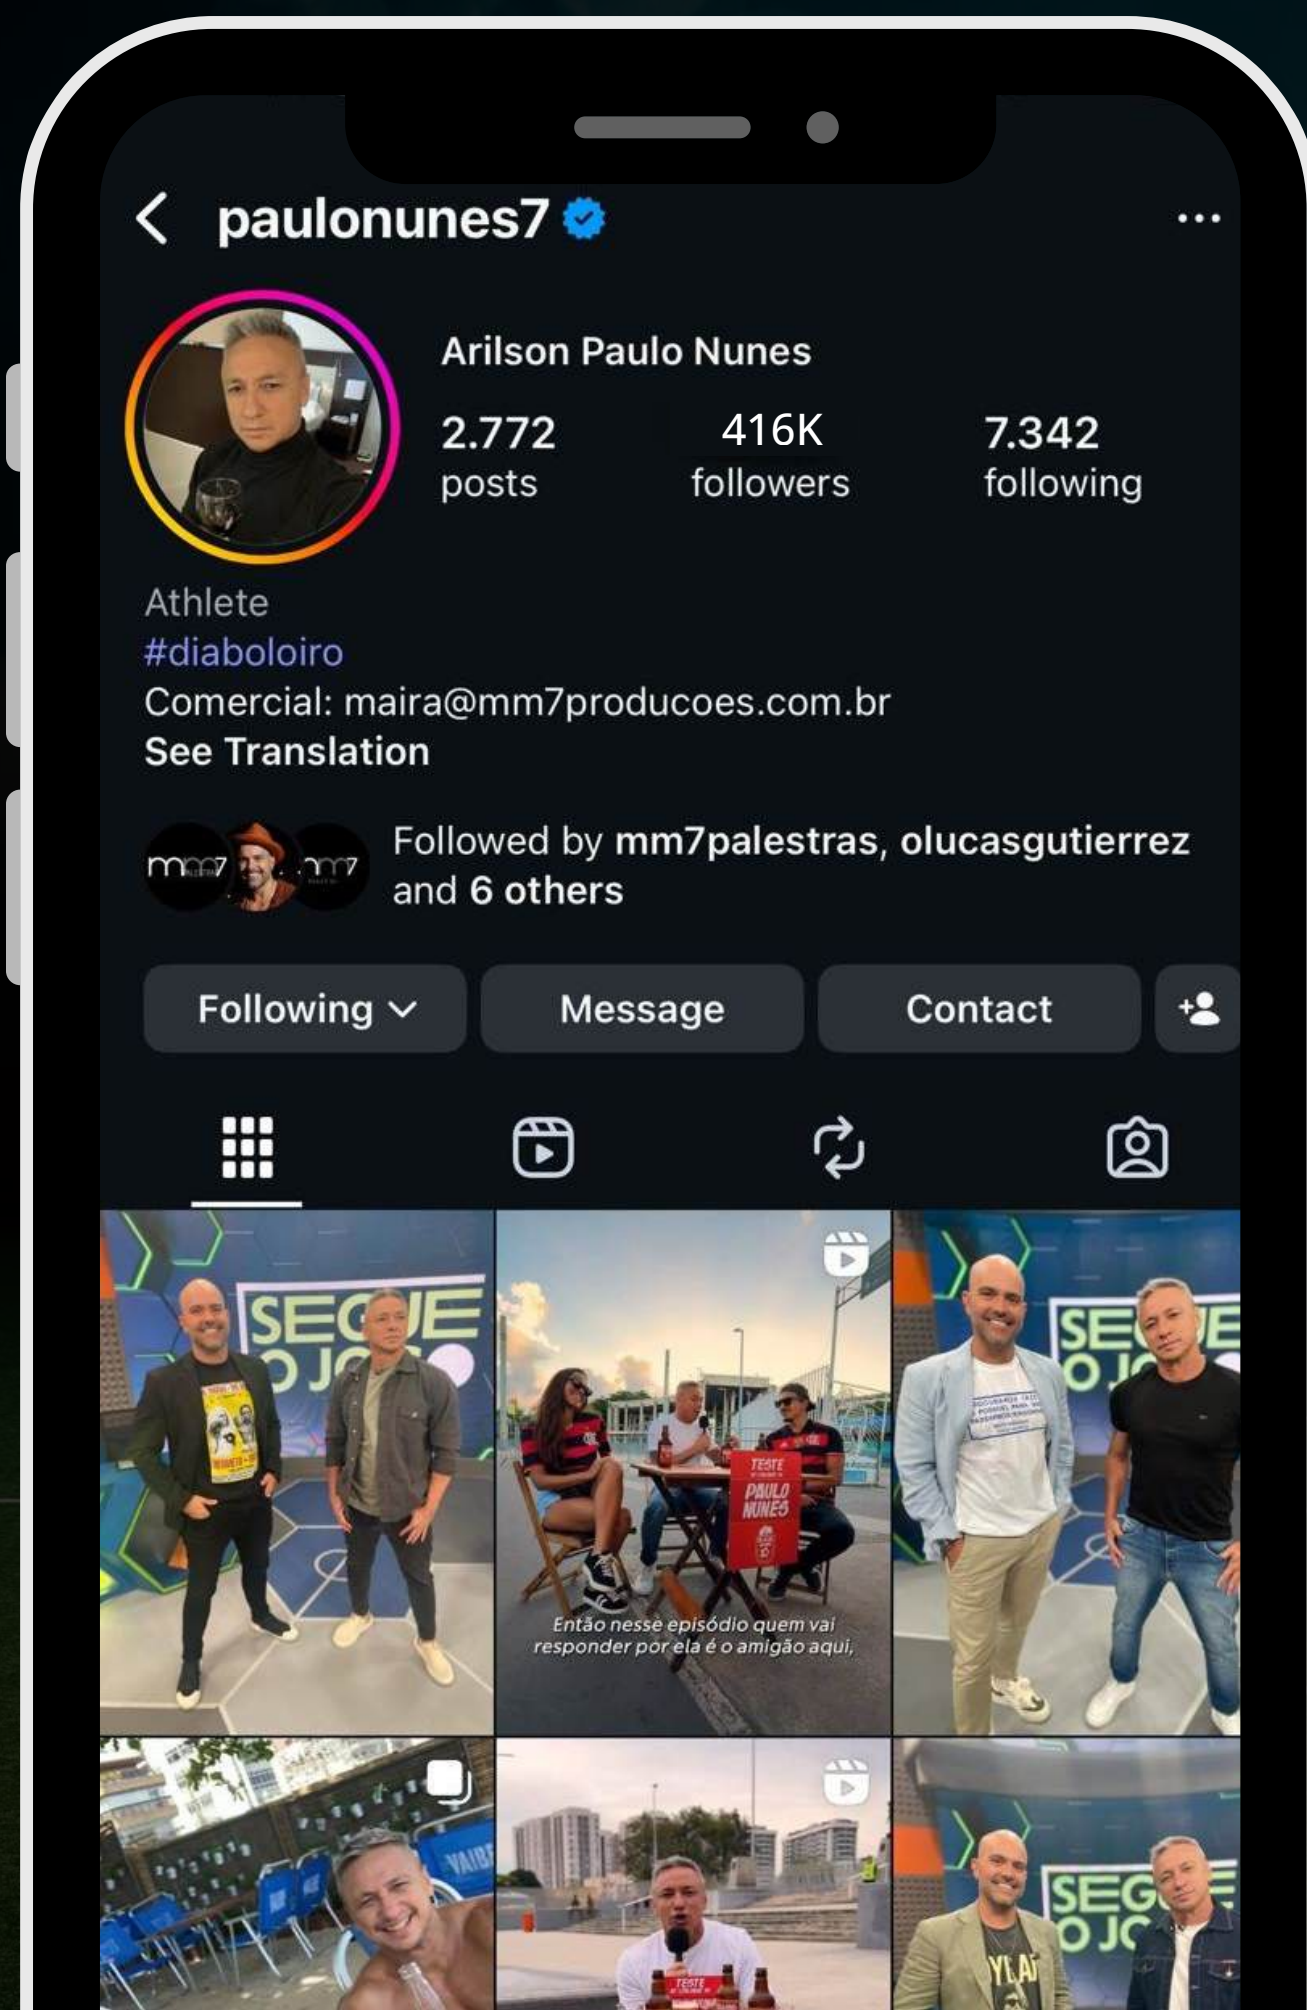 paulonunes7
Arilson Paulo Nunes
2.772 416K 7.342
posts followers following
Athlete
#diaboloiro
Comercial: maira@mm7producoes.com.br
See Translation
mm7
Followed by mm7palestras, olucasgutierrez
and 6 others
Following Message Contact
SEGUE
O JOGO
TESTE
PAULO
NUNES
Então nesse episódio quem vai
responder por ela é o amigão aqui,
SEGUE
O JO
TESTE
SEGUE
O JO